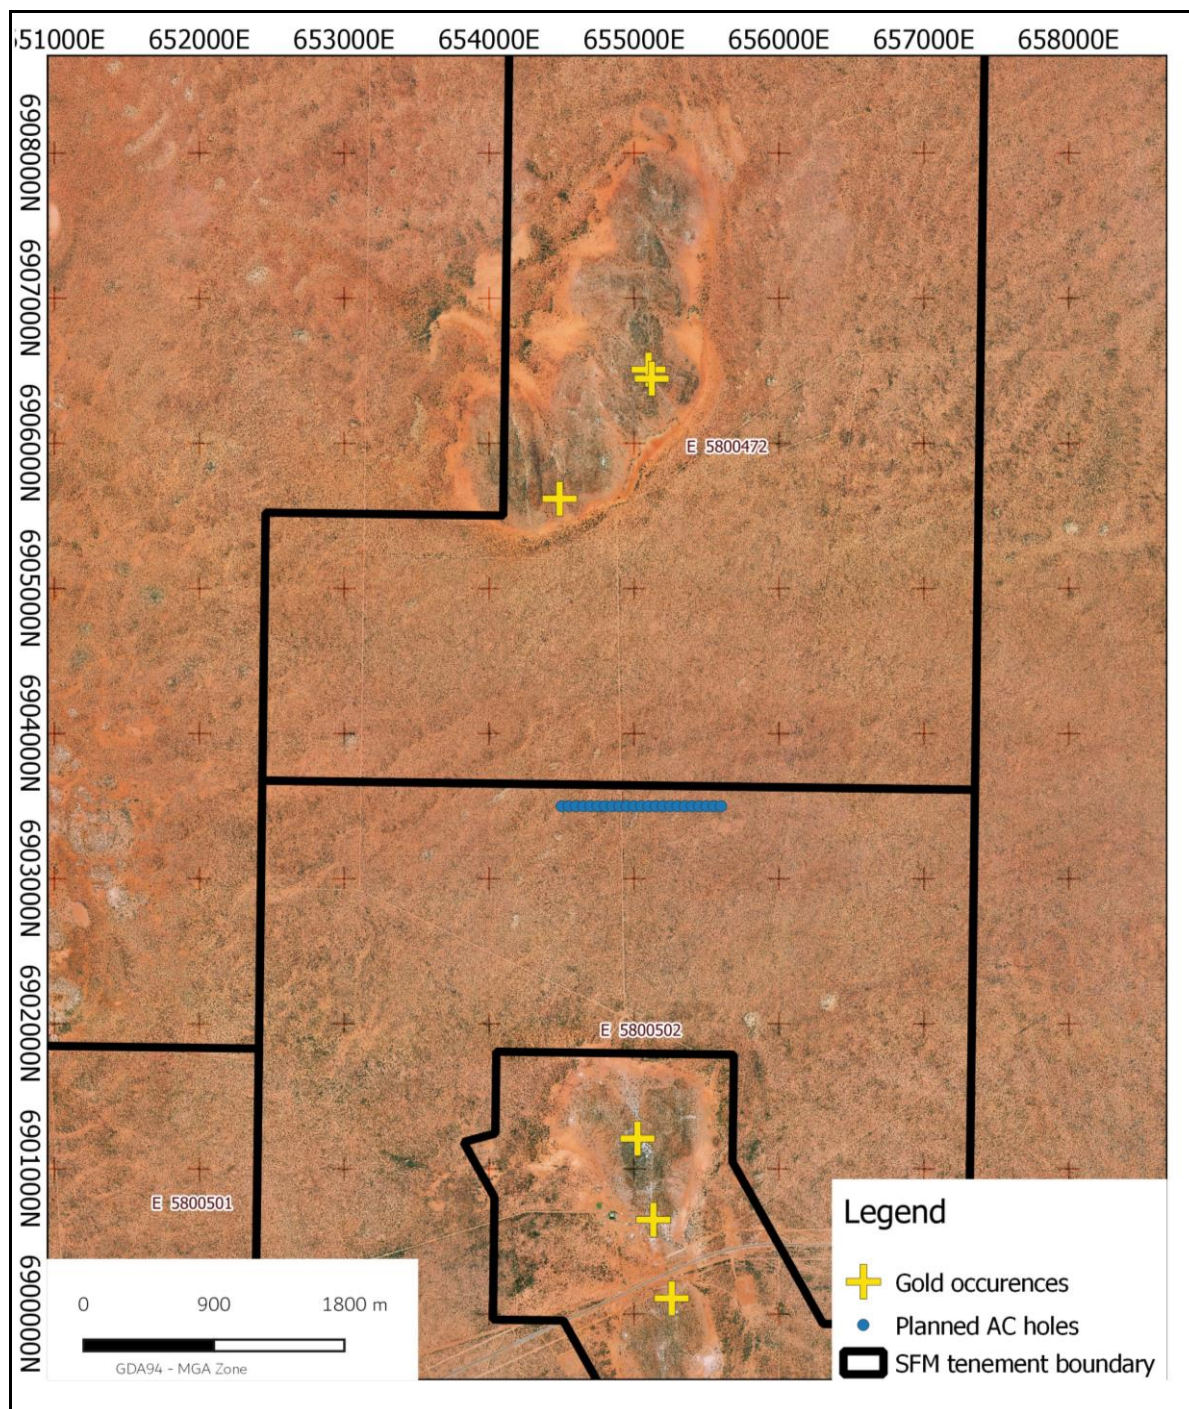 651000E 652000E 653000E 654000E 655000E 656000E 657000E 658000E
6908000N
6907000N
6906000N
6905000N
6904000N
6903000N
6902000N
6901000N
6900000N
E 5800472
E 5800502
E 5800501
Legend
Gold occurences
Planned AC holes
SFM tenement boundary
0 900 1800 m
GDA94 - MGA Zone